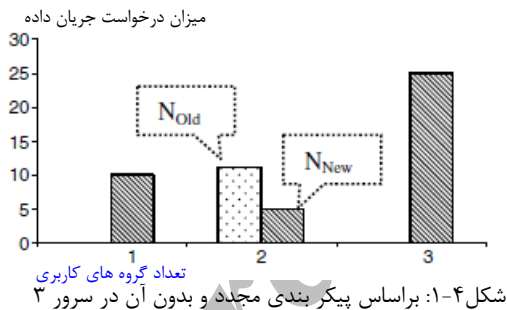 میزان درخواست جریان داده
30
25
20
15
10
5
0
N_Old
N_New
1 2 3
تعداد گروه های کاربری
شکل۴-۱: براساس پیکر بندی مجدد و بدون آن در سرور ۳